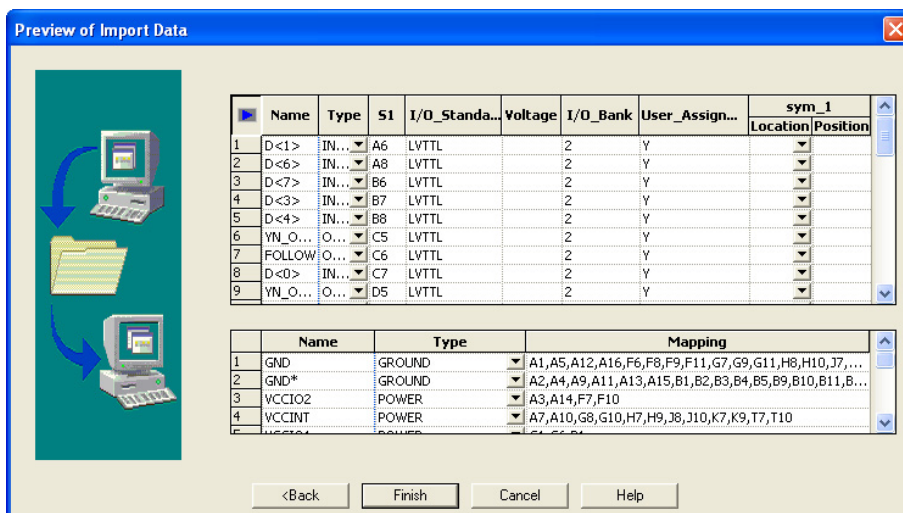 Preview of Import Data
Name Type S1 I/O_Standa... Voltage I/O_Bank User_Assign... sym_1
Location Position
1 D<1> IN... A6 LVTTL 2 Y
2 D<6> IN... A8 LVTTL 2 Y
3 D<7> IN... B6 LVTTL 2 Y
4 D<3> IN... B7 LVTTL 2 Y
5 D<4> IN... B8 LVTTL 2 Y
6 YN_O... O... C5 LVTTL 2 Y
7 FOLLOW O... C6 LVTTL 2 Y
8 D<0> IN... C7 LVTTL 2 Y
9 YN_O... O... D5 LVTTL 2 Y
Name Type Mapping
1 GND GROUND A1,A5,A12,A16,F6,F8,F9,F11,G7,G9,G11,H8,H10,J7,...
2 GND* GROUND A2,A4,A9,A11,A13,A15,B1,B2,B3,B4,B5,B9,B10,B11,B...
3 VCCIO2 POWER A3,A14,F7,F10
4 VCCINT POWER A7,A10,G8,G10,H7,H9,J8,J10,K7,K9,T7,T10
<Back Finish Cancel Help